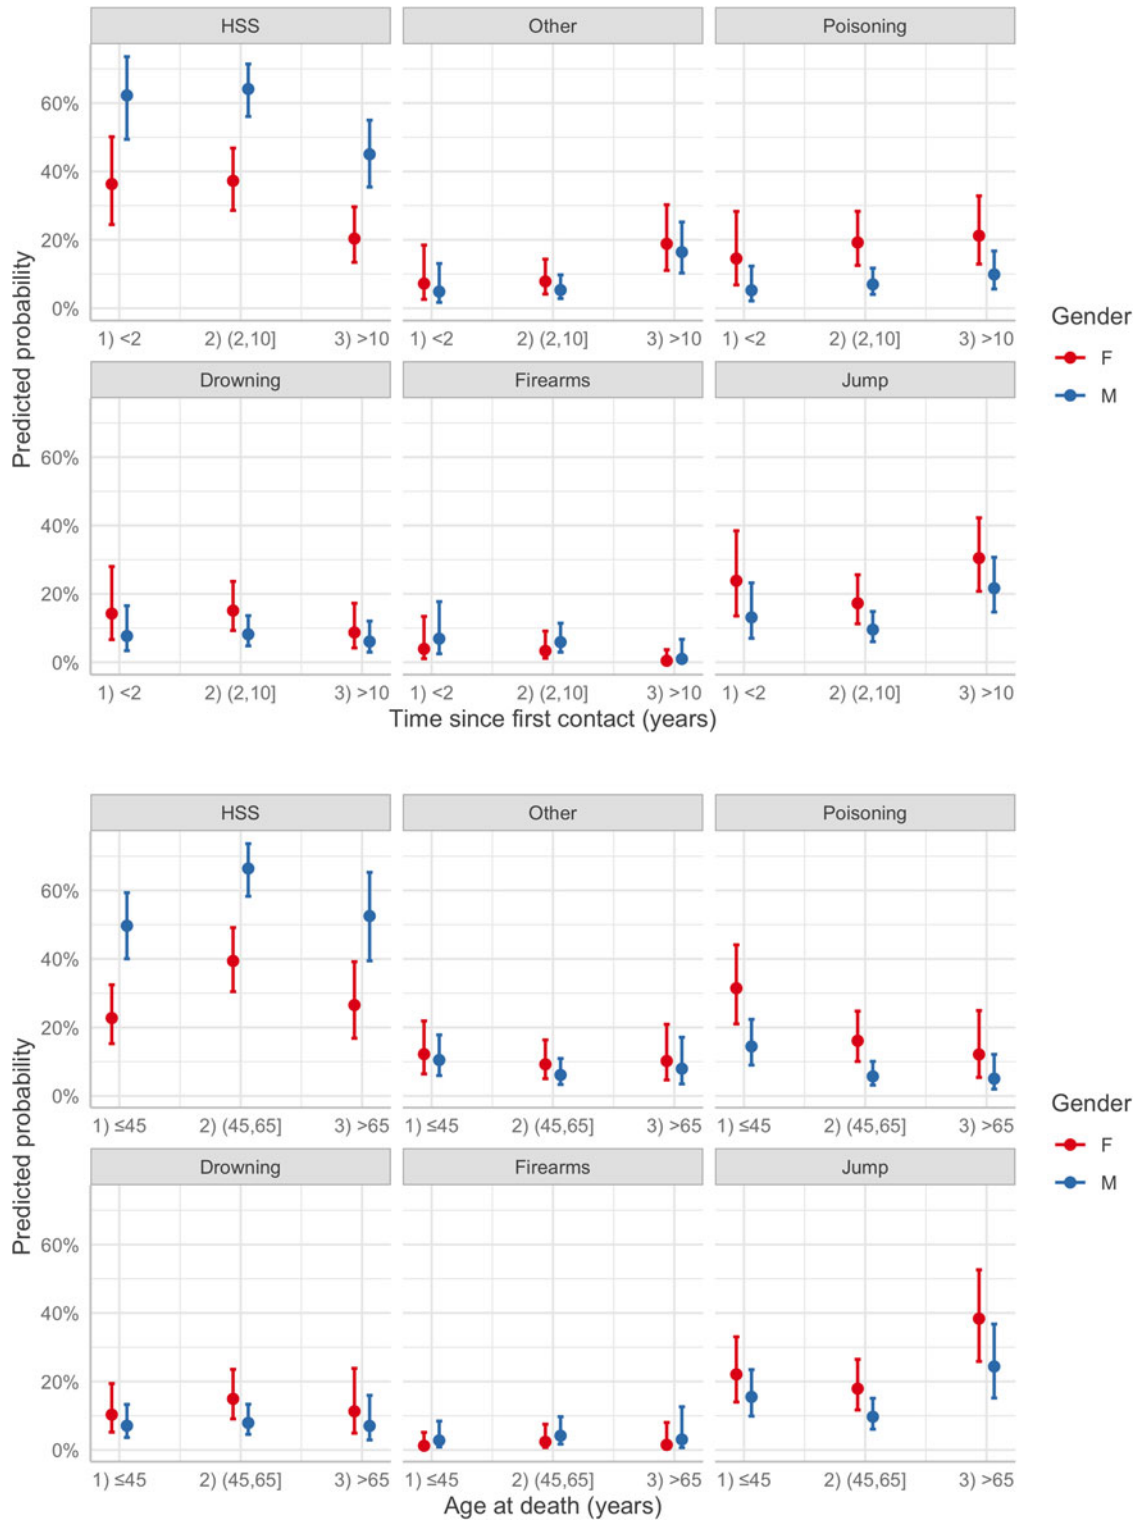 HSS Other Poisoning
60%
40%
20%
0%
1) <2 2) (2,10] 3) >10 1) <2 2) (2,10] 3) >10 1) <2 2) (2,10] 3) >10
Drowning Firearms Jump
60%
40%
20%
0%
1) <2 2) (2,10] 3) >10 1) <2 2) (2,10] 3) >10 1) <2 2) (2,10] 3) >10
Predicted probability
Time since first contact (years)
Gender
F
M
HSS Other Poisoning
60%
40%
20%
0%
1) ≤45 2) (45,65] 3) >65 1) ≤45 2) (45,65] 3) >65 1) ≤45 2) (45,65] 3) >65
Drowning Firearms Jump
60%
40%
20%
0%
1) ≤45 2) (45,65] 3) >65 1) ≤45 2) (45,65] 3) >65 1) ≤45 2) (45,65] 3) >65
Predicted probability
Age at death (years)
Gender
F
M